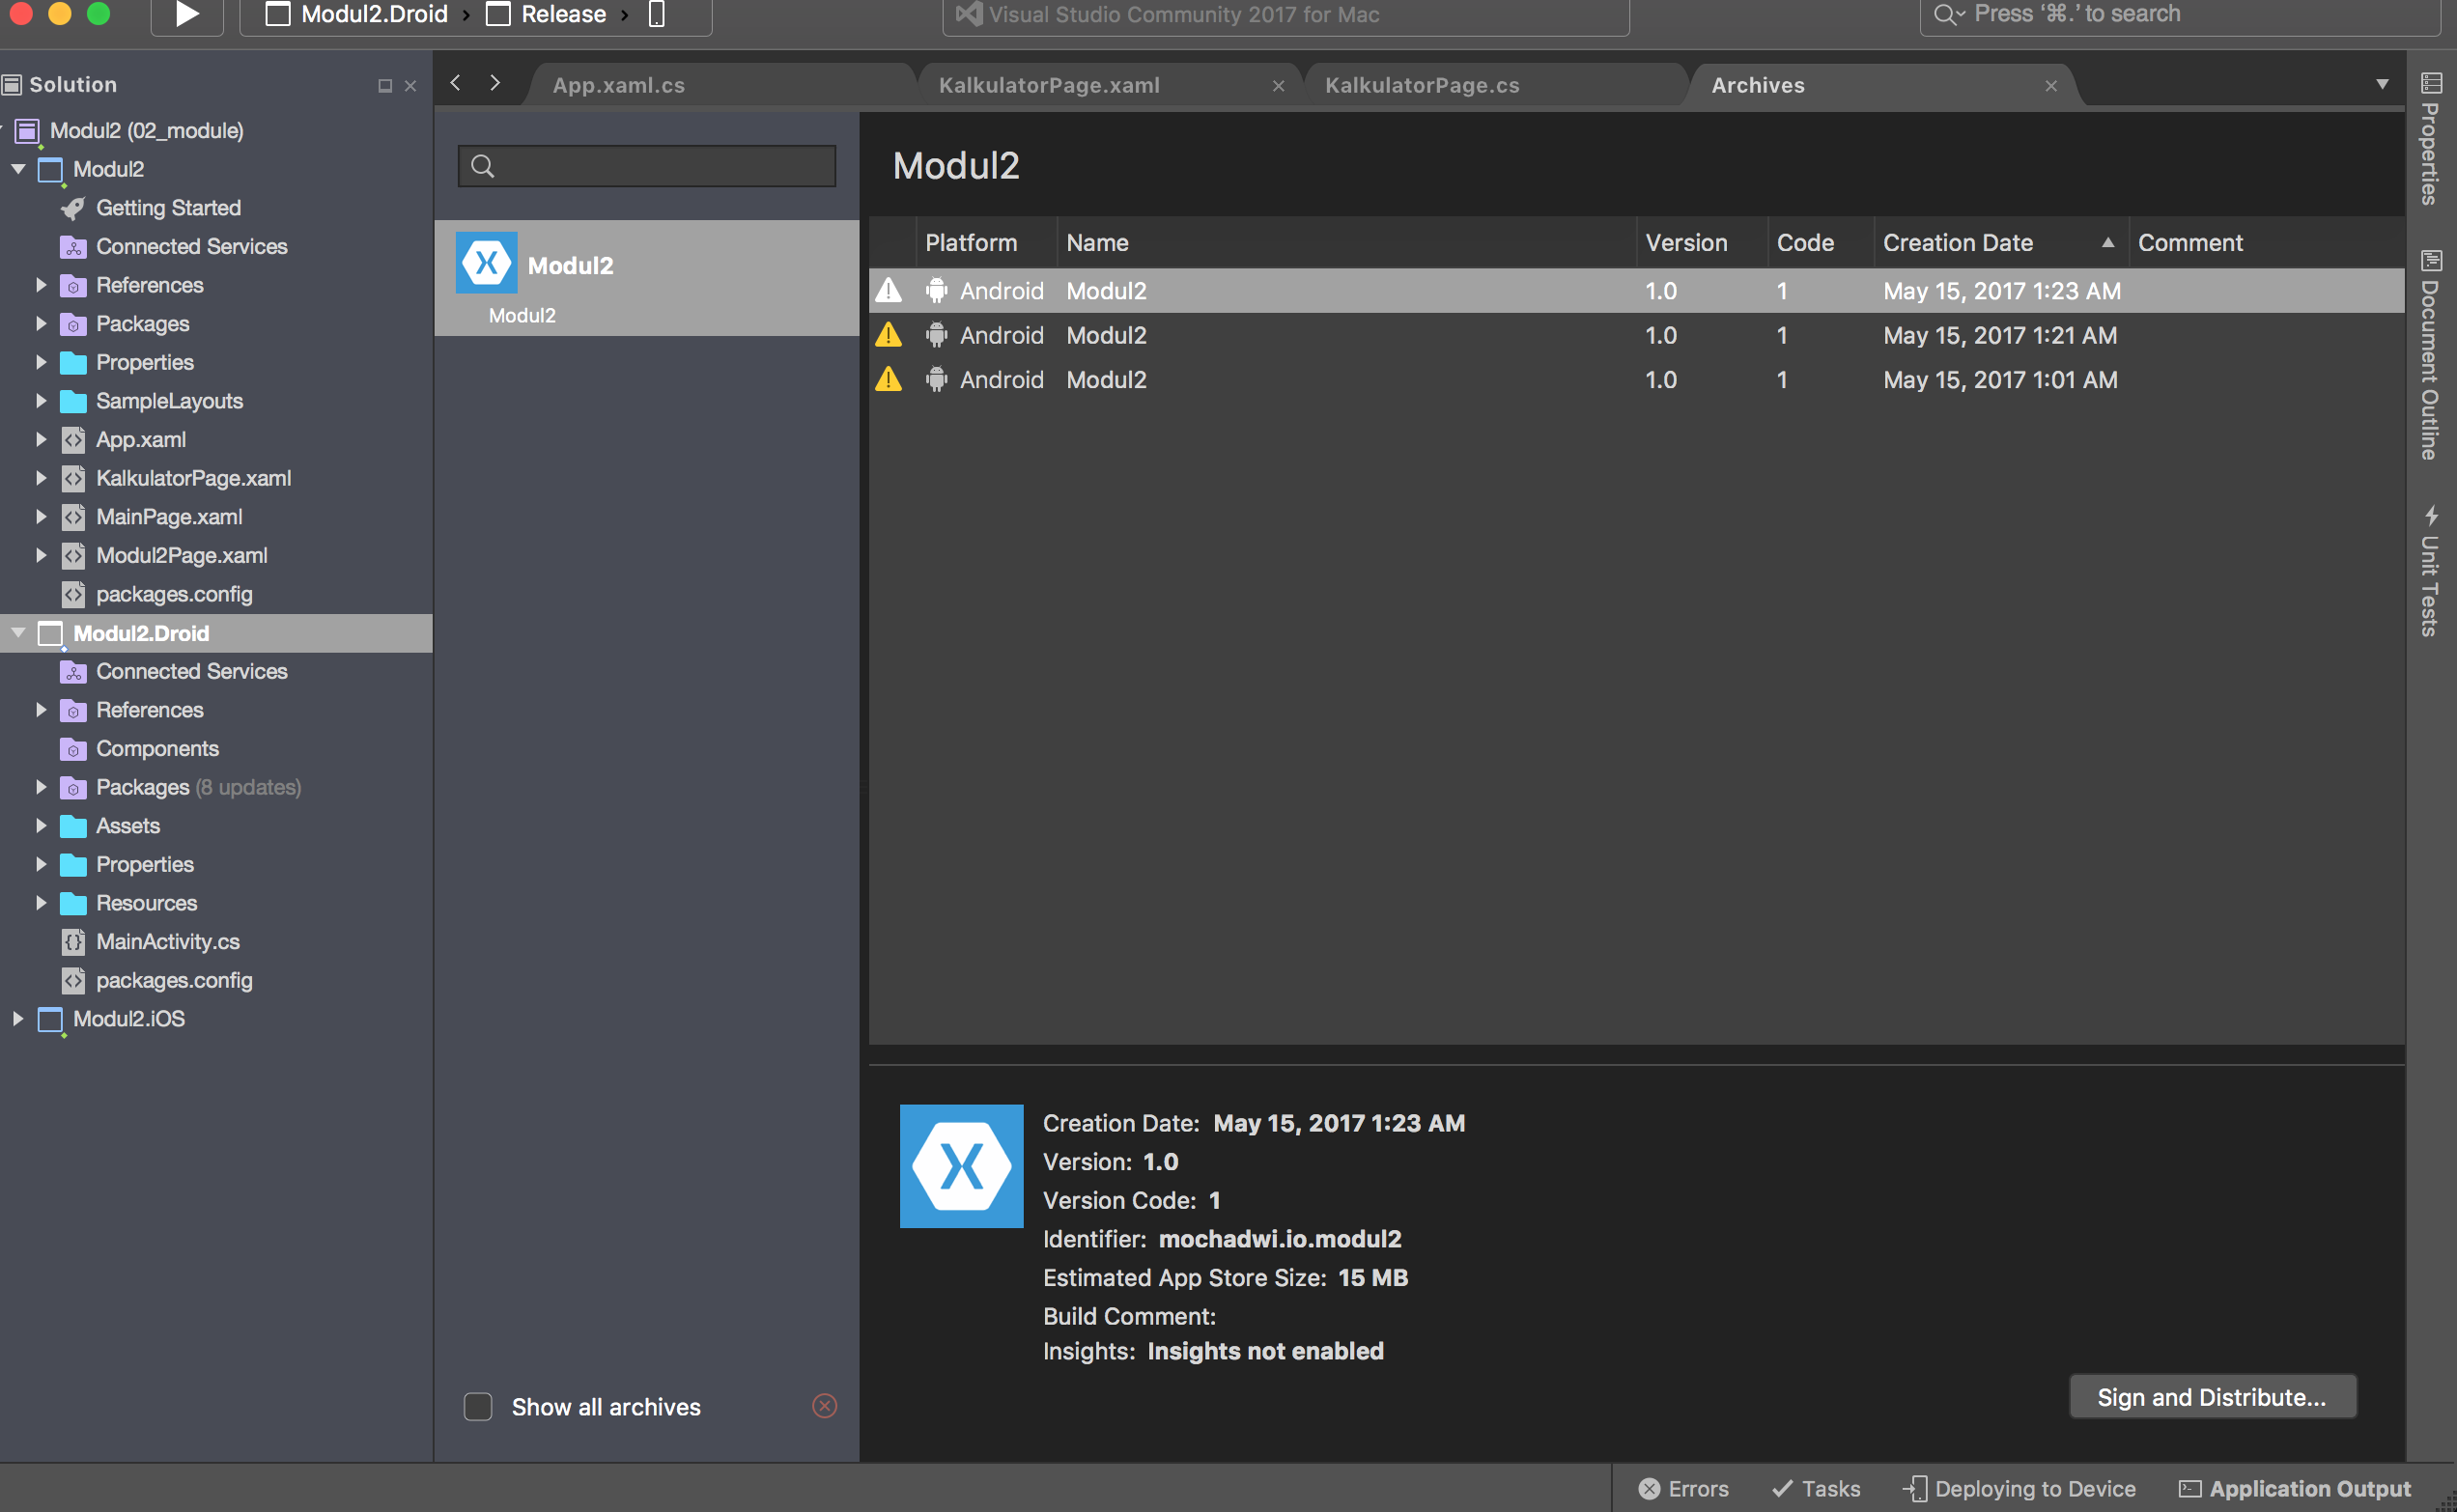 Modul2.Droid › Release ›
Visual Studio Community 2017 for Mac
Press ‘⌘.’ to search
Solution
Modul2 (02_module)
Modul2
Getting Started
Connected Services
References
Packages
Properties
SampleLayouts
App.xaml
KalkulatorPage.xaml
MainPage.xaml
Modul2Page.xaml
packages.config
Modul2.Droid
Connected Services
References
Components
Packages (8 updates)
Assets
Properties
Resources
MainActivity.cs
packages.config
Modul2.iOS
App.xaml.cs
KalkulatorPage.xaml
KalkulatorPage.cs
Archives
Modul2
Modul2
Show all archives
Modul2
Platform Name Version Code Creation Date Comment
Android Modul2 1.0 1 May 15, 2017 1:23 AM
Android Modul2 1.0 1 May 15, 2017 1:21 AM
Android Modul2 1.0 1 May 15, 2017 1:01 AM
Creation Date: May 15, 2017 1:23 AM
Version: 1.0
Version Code: 1
Identifier: mochadwi.io.modul2
Estimated App Store Size: 15 MB
Build Comment:
Insights: Insights not enabled
Sign and Distribute...
Properties
Document Outline
Unit Tests
Errors
Tasks
Deploying to Device
Application Output